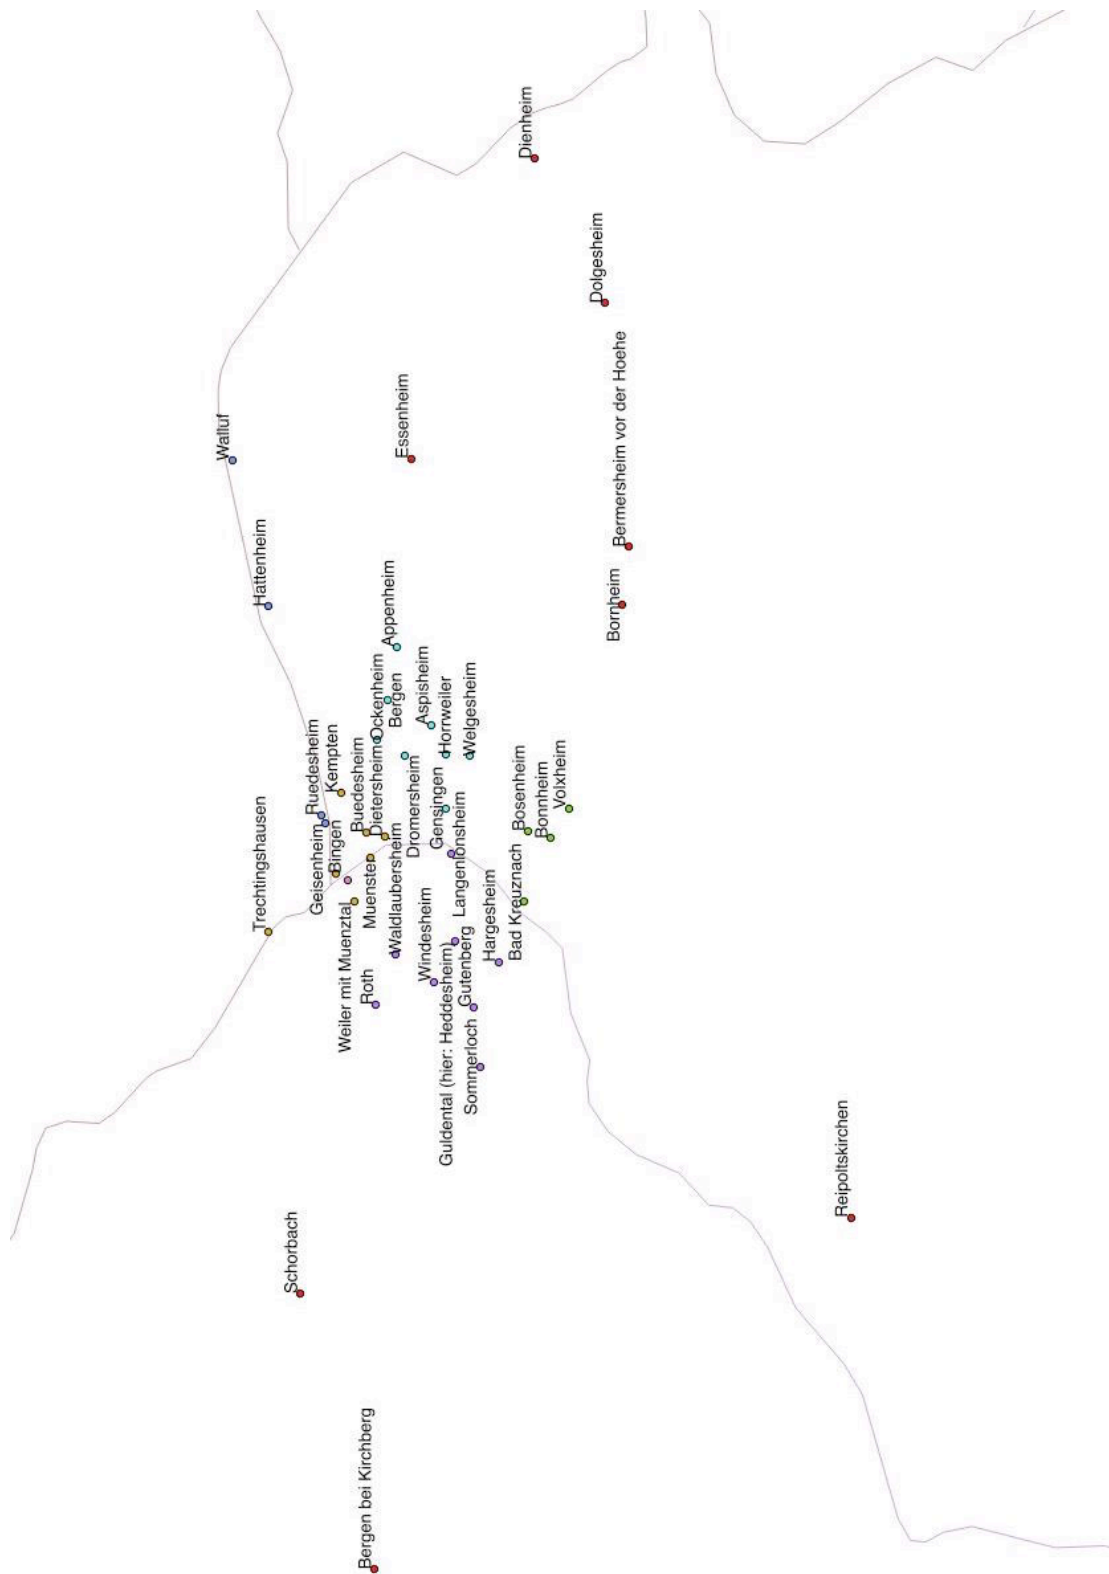 Walluf
Trechtingshausen
Hattenheim
Schorbach
Ruedesheim
Geisenheim
Kempten
Bingen
Weiler mit Muenztal
Buedesheim
Bergen bei Kirchberg
Roth
Muenster
Dietersheim
Ockenheim
Appenheim
Waldlaubersheim
Bergen
Essenheim
Dromersheim
Aspisheim
Windesheim
Gensingen
Horrweiler
Guldental (hier: Heddesheim)
Langenlonsheim
Gutenberg
Welgesheim
Sommerloch
Hargesheim
Bad Kreuznach
Bosenheim
Dienheim
Bonnheim
Volxheim
Dolgesheim
Bornheim
Bermersheim vor der Hoehe
Reipoltskirchen